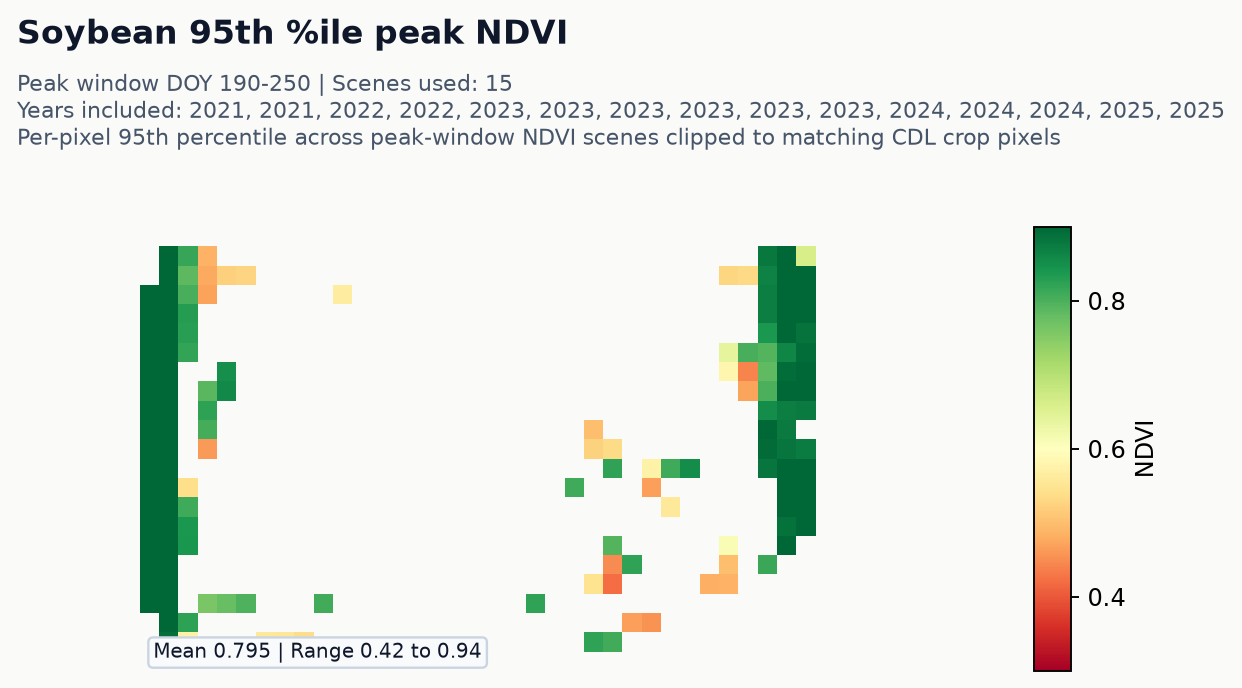 Soybean 95th %ile peak NDVI
Peak window DOY 190-250 | Scenes used: 15
Years included: 2021, 2021, 2022, 2022, 2023, 2023, 2023, 2023, 2023, 2023, 2024, 2024, 2024, 2025, 2025
Per-pixel 95th percentile across peak-window NDVI scenes clipped to matching CDL crop pixels
0.8
0.6
0.4
NDVI
Mean 0.795 | Range 0.42 to 0.94